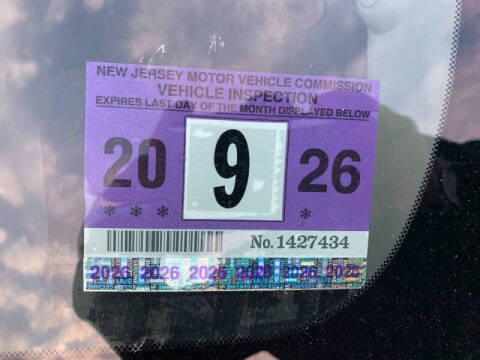 NEW JERSEY MOTOR VEHICLE COMMISSION
VEHICLE INSPECTION
EXPIRES LAST DAY OF THE MONTH DISPLAYED BELOW
20 9 26
* * * *
No. 1427434
2026 2026 2026 2026 2026 2026